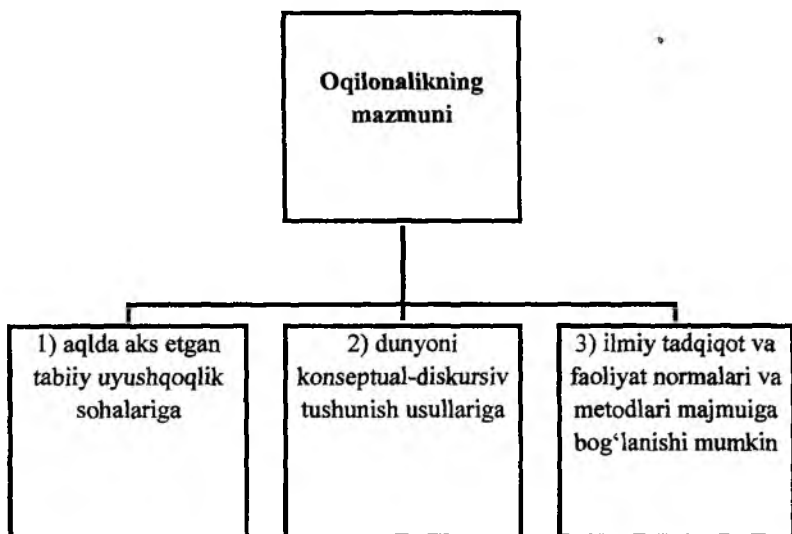 Oqilonalikning
mazmuni
1) aqlda aks etgan
tabiiy uyushqoqlik
sohalariga
2) dunyoni
konseptual-diskursiv
tushunish usullariga
3) ilmiy tadqiqot va
faoliyat normalari va
metodlari majmuiga
bog‘lanishi mumkin